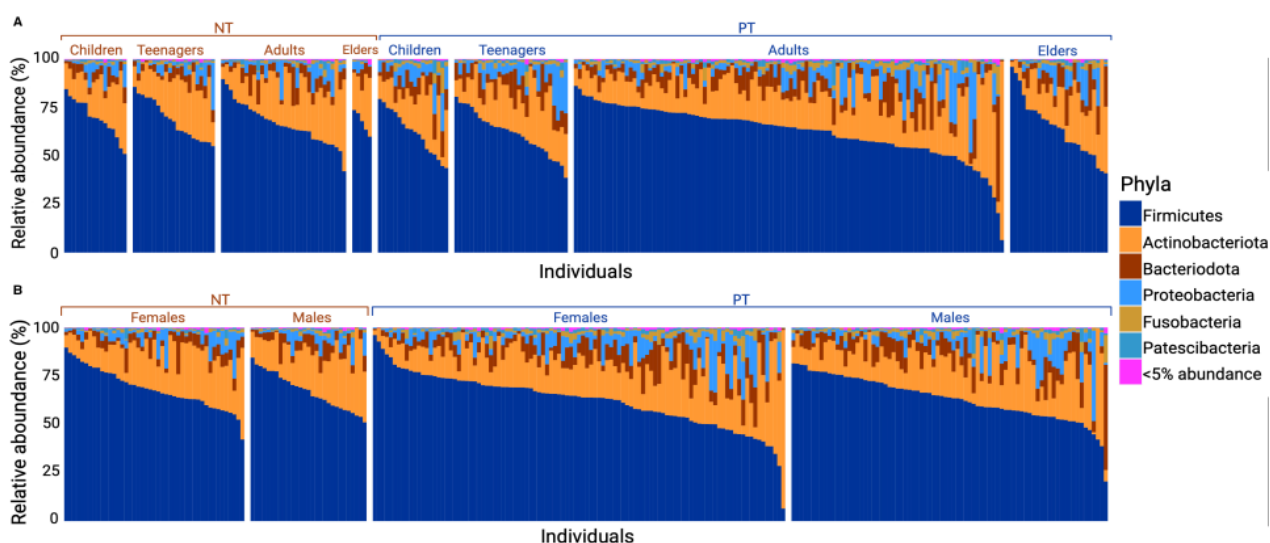 A
NT PT
Children Teenagers Adults Elders Children Teenagers Adults Elders
Relative aboundance (%)
100
75
50
25
0
Individuals
B
NT PT
Females Males Females Males
Relative aboundance (%)
100
75
50
25
0
Individuals
Phyla
Firmicutes
Actinobacteriota
Bacteriodota
Proteobacteria
Fusobacteria
Patescibacteria
<5% abundance